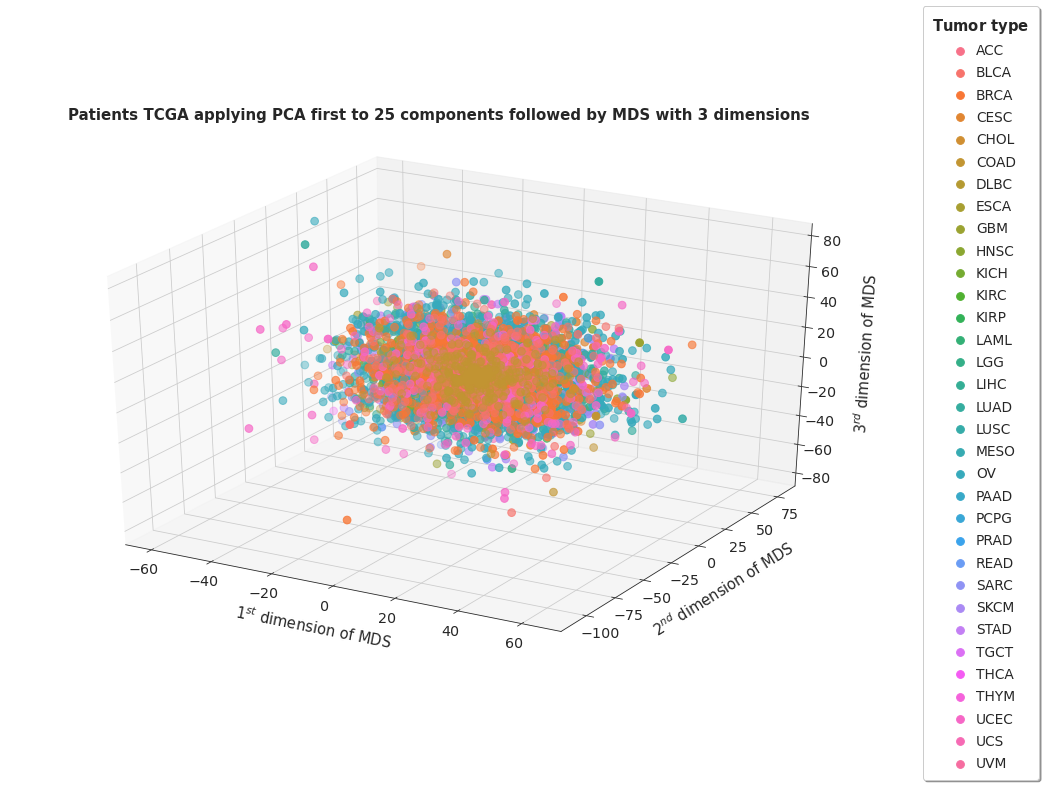 Patients TCGA applying PCA first to 25 components followed by MDS with 3 dimensions
80
60
40
20
0
−20
−40
−60
−80
3rd dimension of MDS
75
50
25
0
−25
−50
−75
−100
2nd dimension of MDS
−60
−40
−20
0
20
40
60
1st dimension of MDS
Tumor type
ACC
BLCA
BRCA
CESC
CHOL
COAD
DLBC
ESCA
GBM
HNSC
KICH
KIRC
KIRP
LAML
LGG
LIHC
LUAD
LUSC
MESO
OV
PAAD
PCPG
PRAD
READ
SARC
SKCM
STAD
TGCT
THCA
THYM
UCEC
UCS
UVM